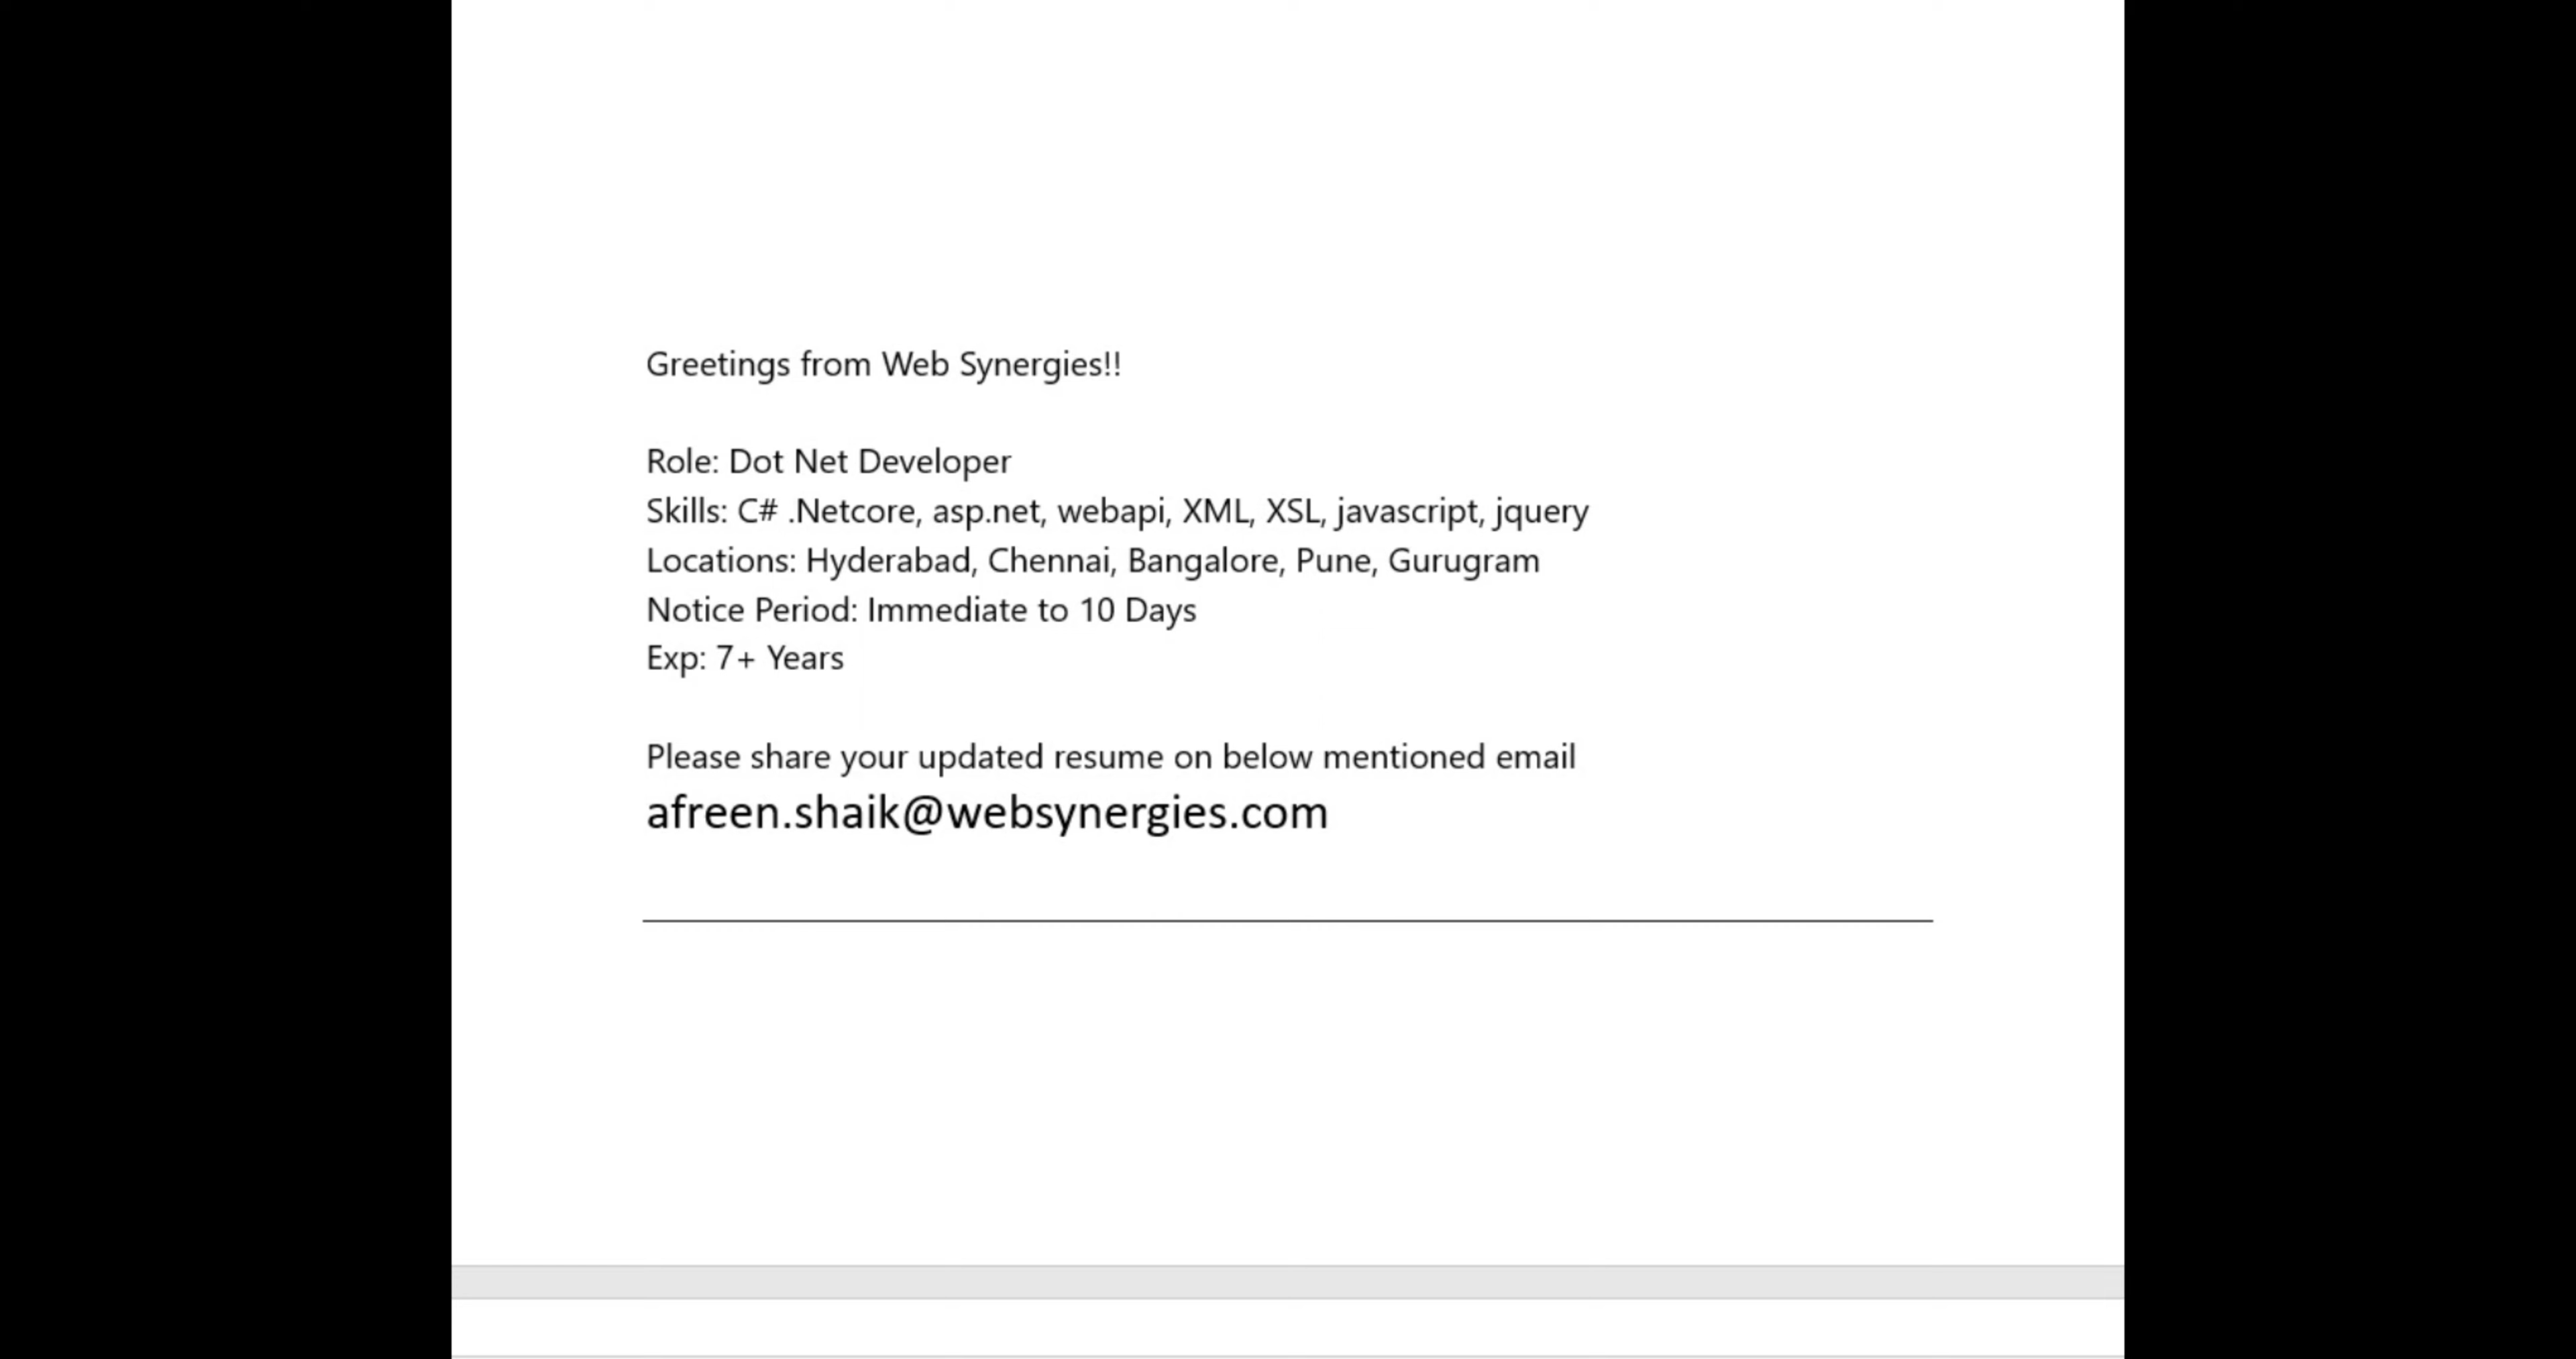 Greetings from Web Synergies!!
Role: Dot Net Developer
Skills: C# .Netcore, asp.net, webapi, XML, XSL, javascript, jquery
Locations: Hyderabad, Chennai, Bangalore, Pune, Gurugram
Notice Period: Immediate to 10 Days
Exp: 7+ Years
Please share your updated resume on below mentioned email
afreen.shaik@websynergies.com